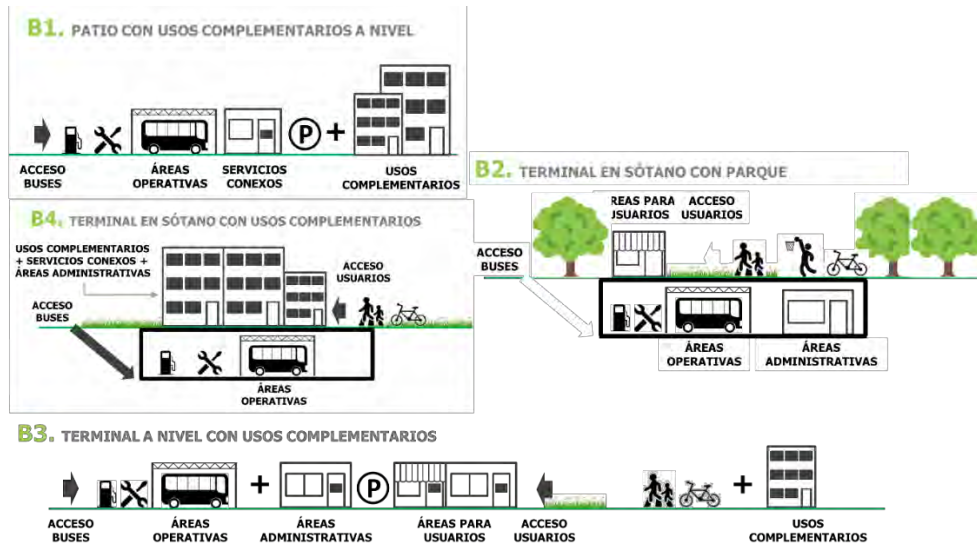 B1. PATIO CON USOS COMPLEMENTARIOS A NIVEL
P +
ACCESO
BUSES
ÁREAS
OPERATIVAS
SERVICIOS
CONEXOS
USOS
COMPLEMENTARIOS
B2. TERMINAL EN SÓTANO CON PARQUE
PARA
USUARIOS
ACCESO
USUARIOS
ACCESO
BUSES
ÁREAS
OPERATIVAS
ÁREAS
ADMINISTRATIVAS
B4. TERMINAL EN SÓTANO CON USOS COMPLEMENTARIOS
USOS COMPLEMENTARIOS
+ SERVICIOS CONEXOS +
ÁREAS ADMINISTRATIVAS
ACCESO
USUARIOS
ACCESO
BUSES
ÁREAS
OPERATIVAS
B3. TERMINAL A NIVEL CON USOS COMPLEMENTARIOS
+ P +
ACCESO
BUSES
ÁREAS
OPERATIVAS
ÁREAS
ADMINISTRATIVAS
ÁREAS PARA
USUARIOS
ACCESO
USUARIOS
USOS
COMPLEMENTARIOS